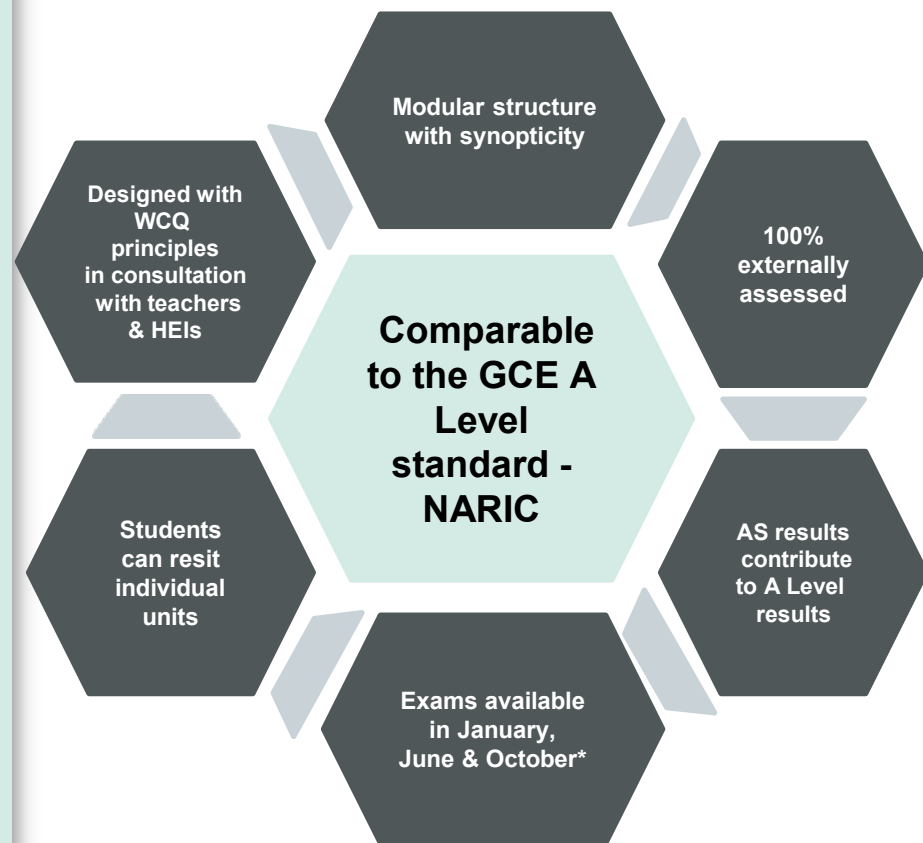 Modular structure
with synopticity
100%
externally
assessed
AS results
contribute
to A Level
results
Exams available
in January,
June & October*
Students
can resit
individual
units
Designed with
WCQ
principles
in consultation
with teachers
& HEIs
Comparable
to the GCE A
Level
standard -
NARIC